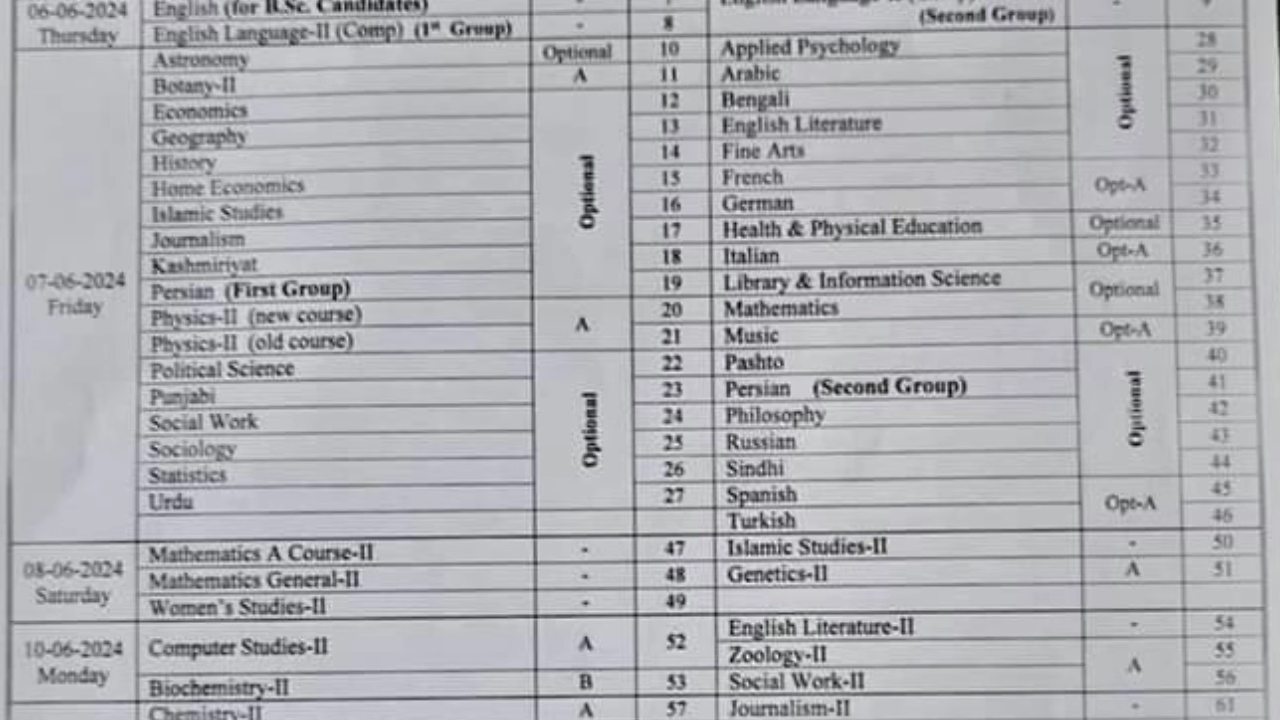 06-06-2024 Thursday English (for B.Sc. Candidates) -
English Language-II (Comp) (1st Group) - 8 (Second Group) -
07-06-2024 Friday
Astronomy Optional 10 Applied Psychology Optional 28
Botany-II A 11 Arabic 29
Economics Optional 12 Bengali 30
Geography 13 English Literature 31
History 14 Fine Arts 32
Home Economics 15 French Opt-A 33
Islamic Studies 16 German 34
Journalism 17 Health & Physical Education Optional 35
Kashmiriyat 18 Italian Opt-A 36
Persian (First Group) 19 Library & Information Science Optional 37
Physics-II (new course) A 20 Mathematics 38
Physics-II (old course) 21 Music Opt-A 39
Political Science Optional 22 Pashto Optional 40
Punjabi 23 Persian (Second Group) 41
Social Work 24 Philosophy 42
Sociology 25 Russian 43
Statistics 26 Sindhi 44
Urdu 27 Spanish Opt-A 45
Turkish 46
08-06-2024 Saturday
Mathematics A Course-II - 47 Islamic Studies-II - 50
Mathematics General-II - 48 Genetics-II A 51
Women's Studies-II - 49
10-06-2024 Monday
Computer Studies-II A 52 English Literature-II - 54
Zoology-II A 55
Biochemistry-II B 53 Social Work-II 56
Chemistry-II A 57 Journalism-II - 61